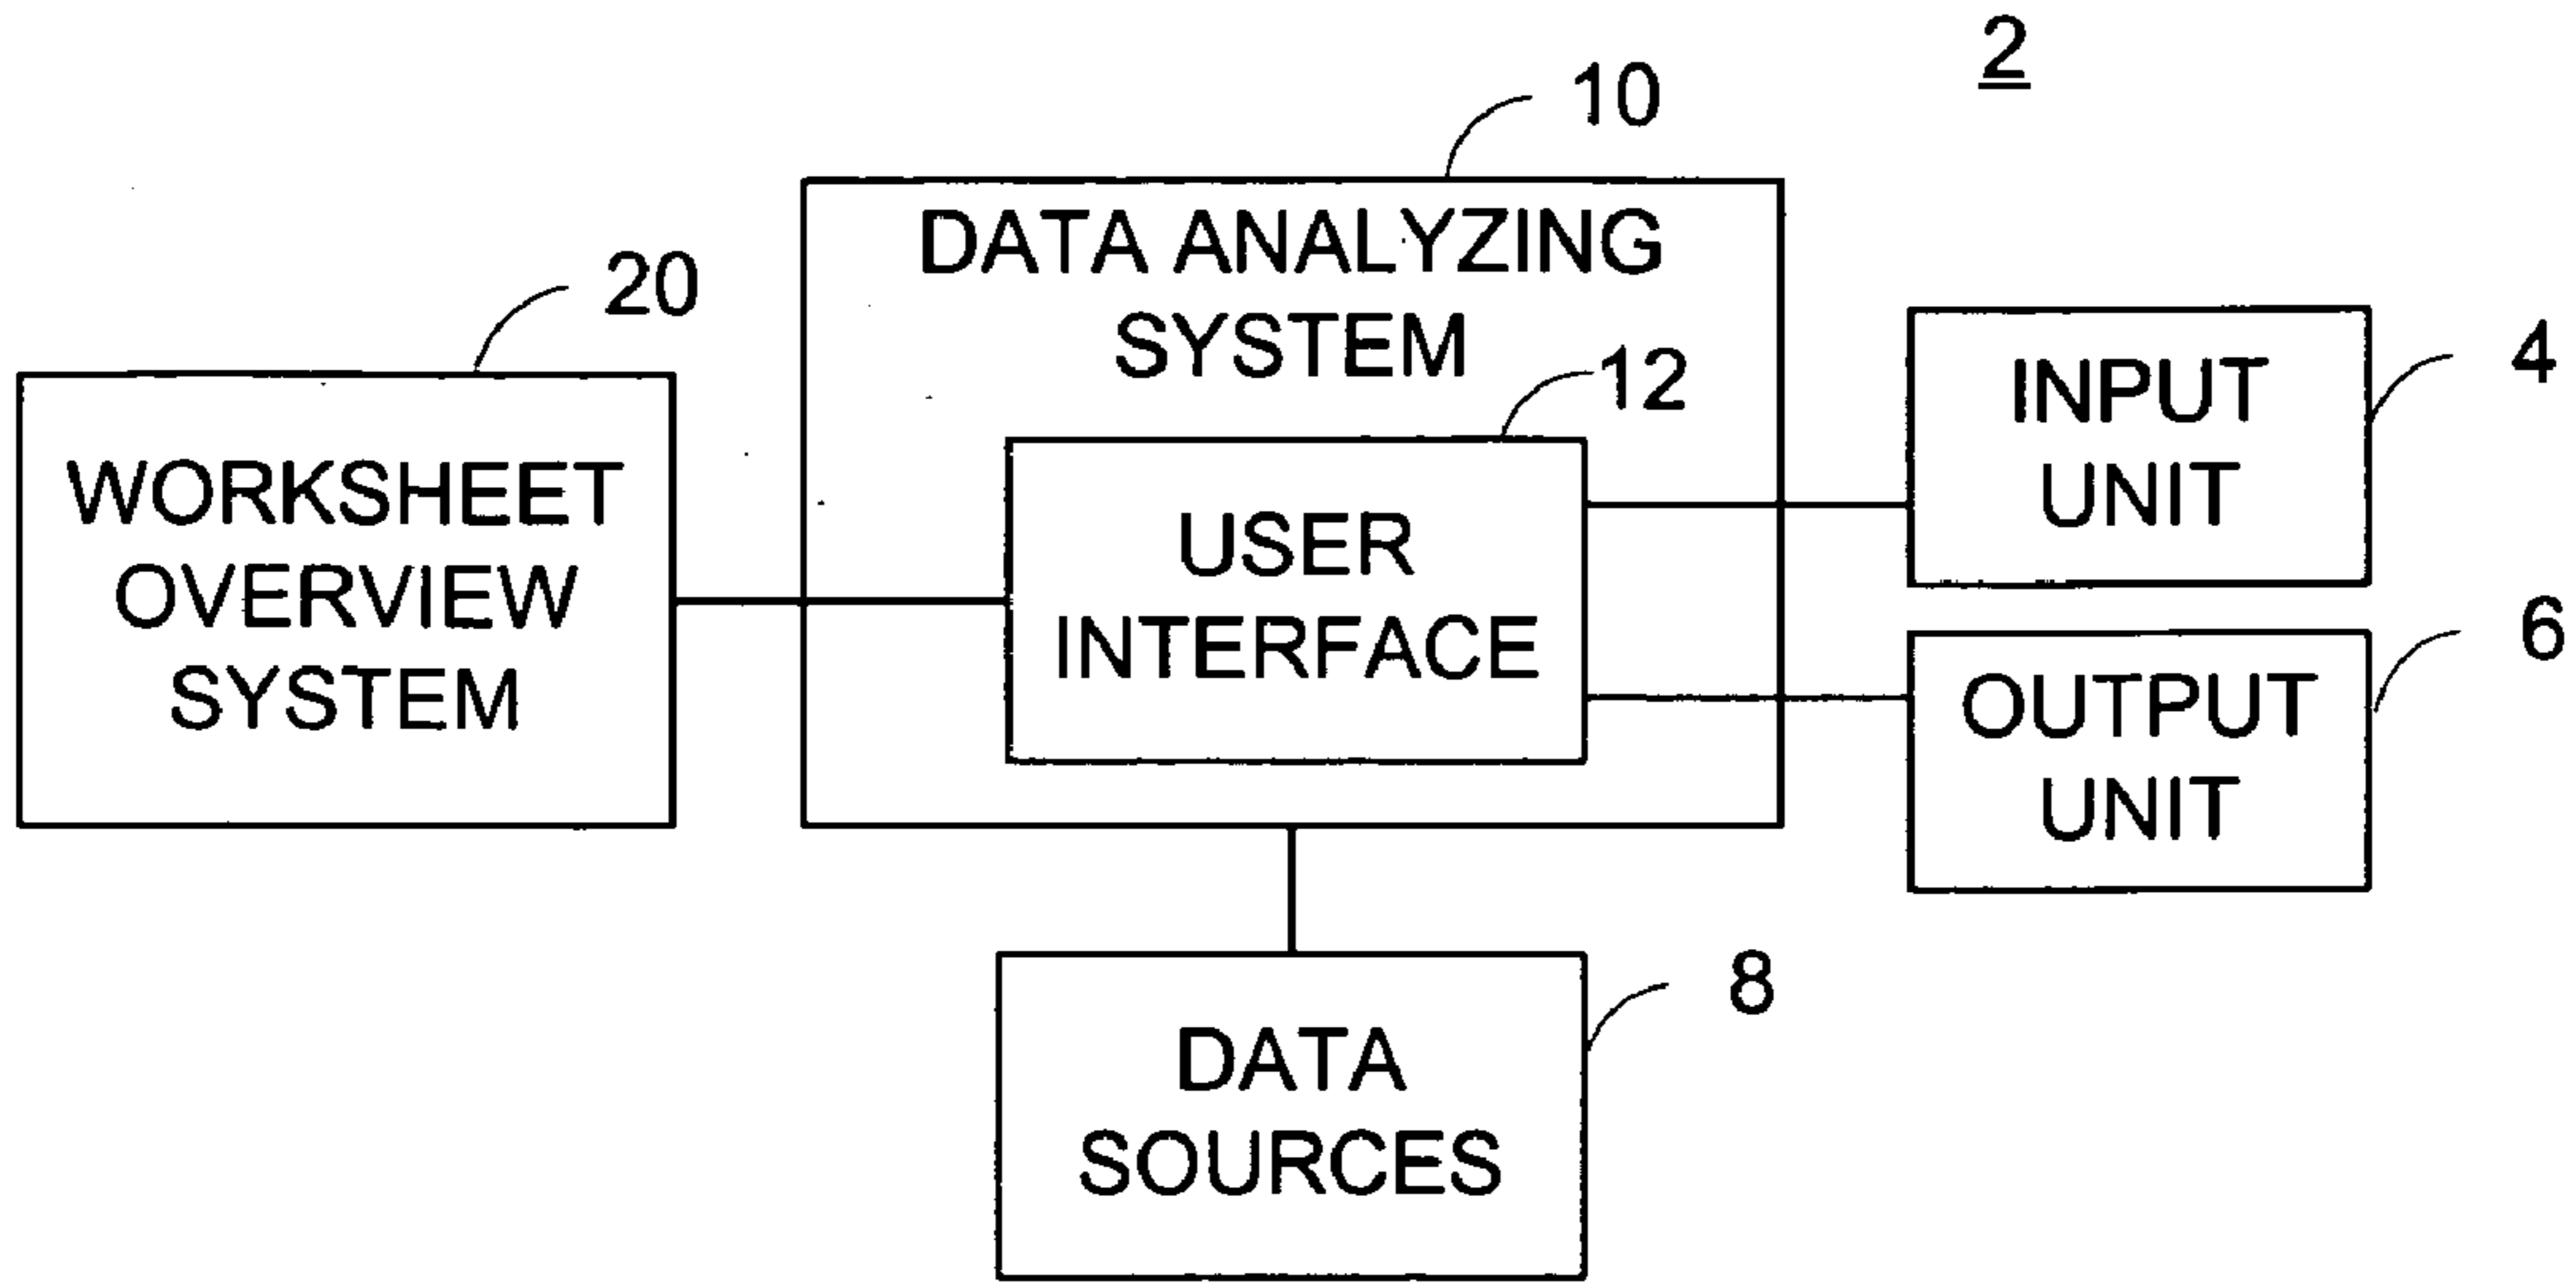 2
10
DATA ANALYZING
SYSTEM
20
12
4
WORKSHEET
OVERVIEW
SYSTEM
USER
INTERFACE
INPUT
UNIT
6
OUTPUT
UNIT
8
DATA
SOURCES